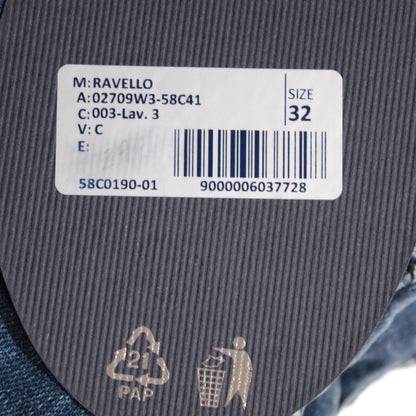 M: RAVELLO
A: 02709W3-58C41
C: 003-Lav. 3
V: C
E:
SIZE
32
58C0190-01
9000006037728
21
PAP